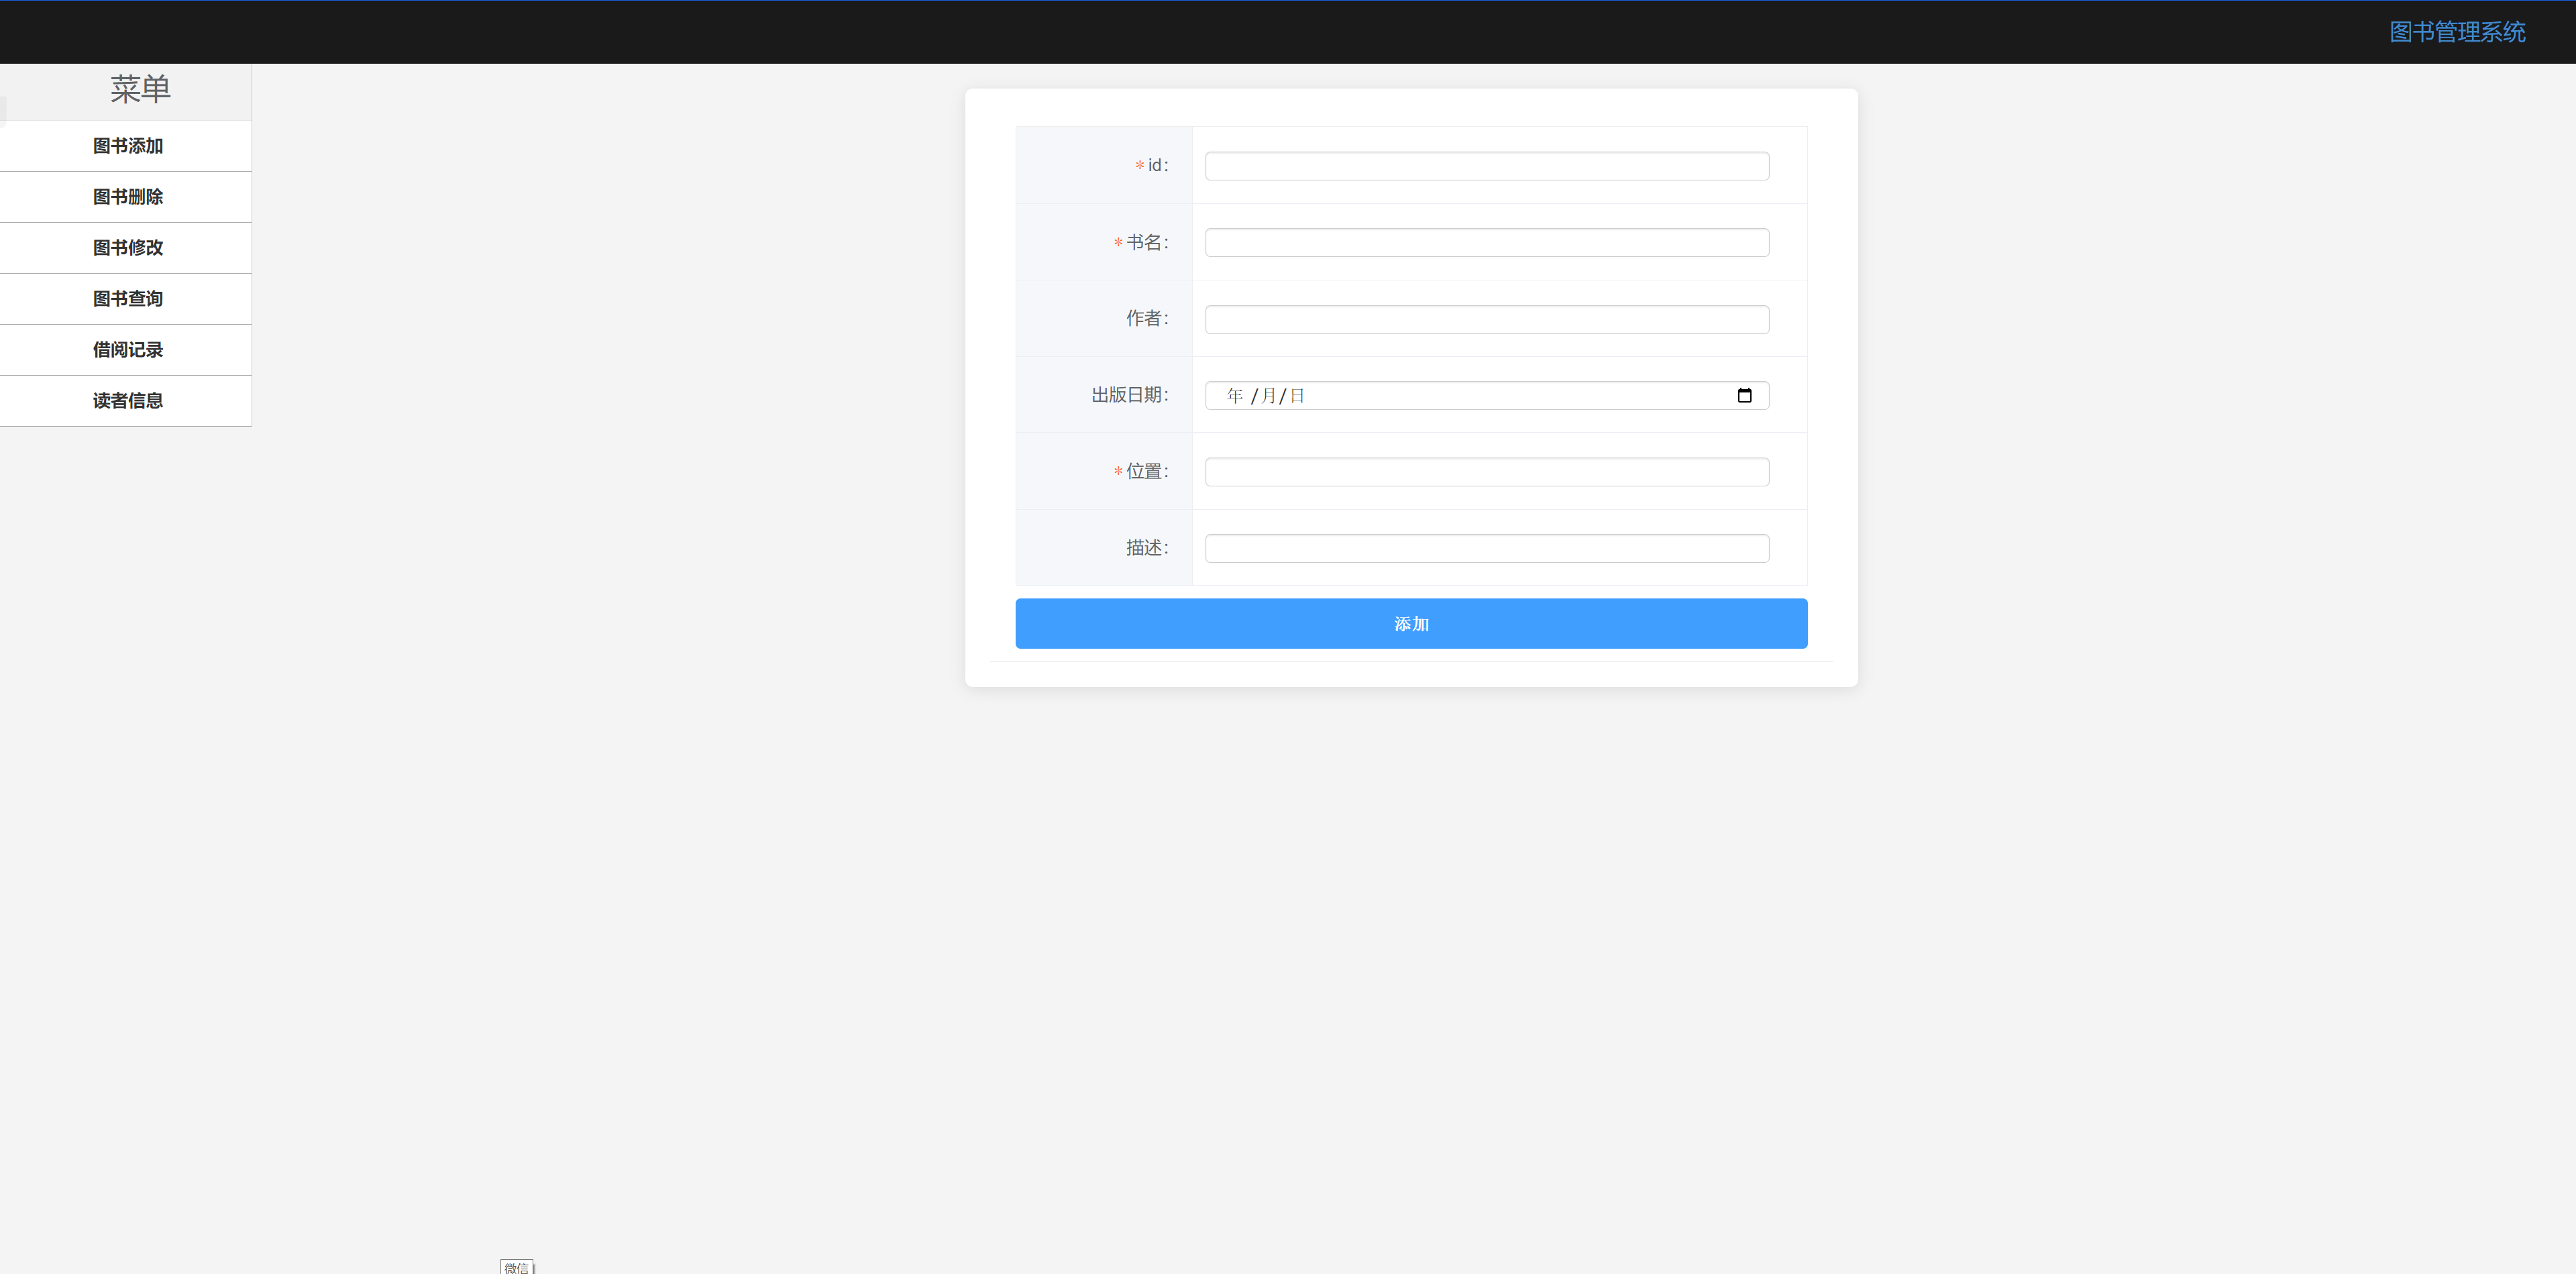 图书管理系统
菜单
图书添加
图书删除
图书修改
图书查询
借阅记录
读者信息
*id：
*书名：
作者：
出版日期： 年 /月/日
*位置：
描述：
添加
微信